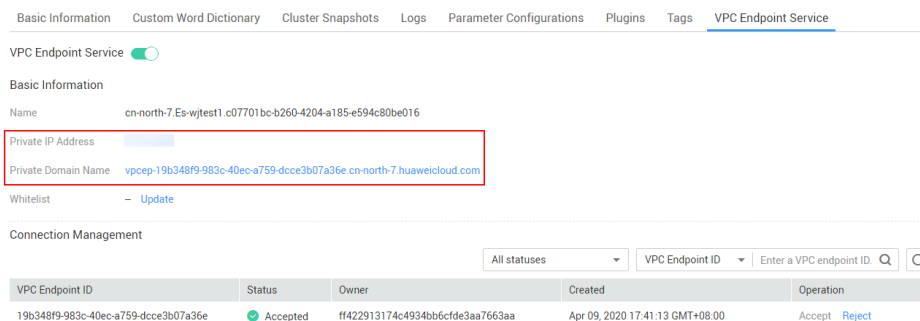 Basic Information Custom Word Dictionary Cluster Snapshots Logs Parameter Configurations Plugins Tags VPC Endpoint Service
VPC Endpoint Service
Basic Information
Name cn-north-7.Es-wjtest1.c07701bc-b260-4204-a185-e594c80be016
Private IP Address
Private Domain Name vpcep-19b348f9-983c-40ec-a759-dcce3b07a36e.cn-north-7.huaweicloud.com
Whitelist -- Update
Connection Management
All statuses VPC Endpoint ID Enter a VPC endpoint ID.
VPC Endpoint ID Status Owner Created Operation
19b348f9-983c-40ec-a759-dcce3b07a36e Accepted ff422913174c4934bb6cfde3aa7663aa Apr 09, 2020 17:41:13 GMT+08:00 Accept Reject